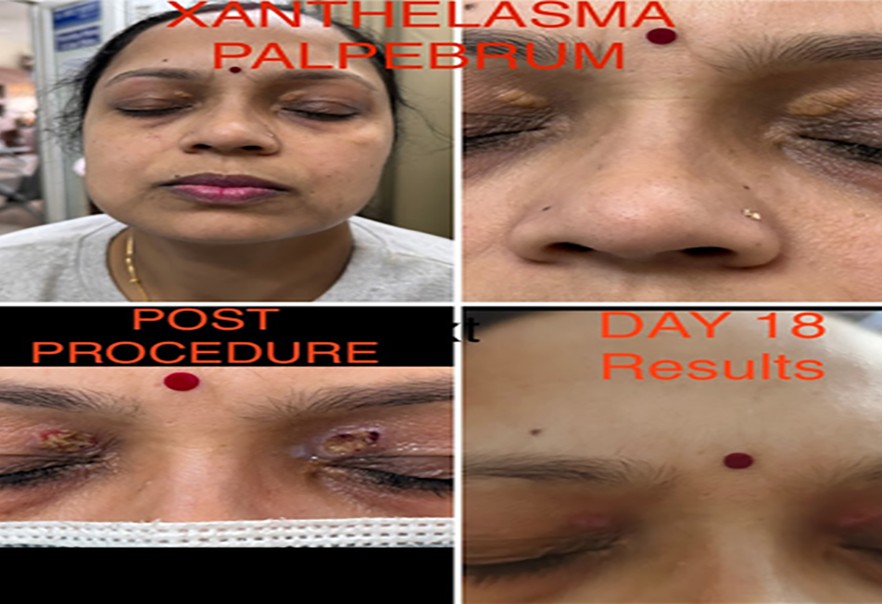 XANTHELASMA
PALPEBRUM
POST
PROCEDURE
DAY 18
Results